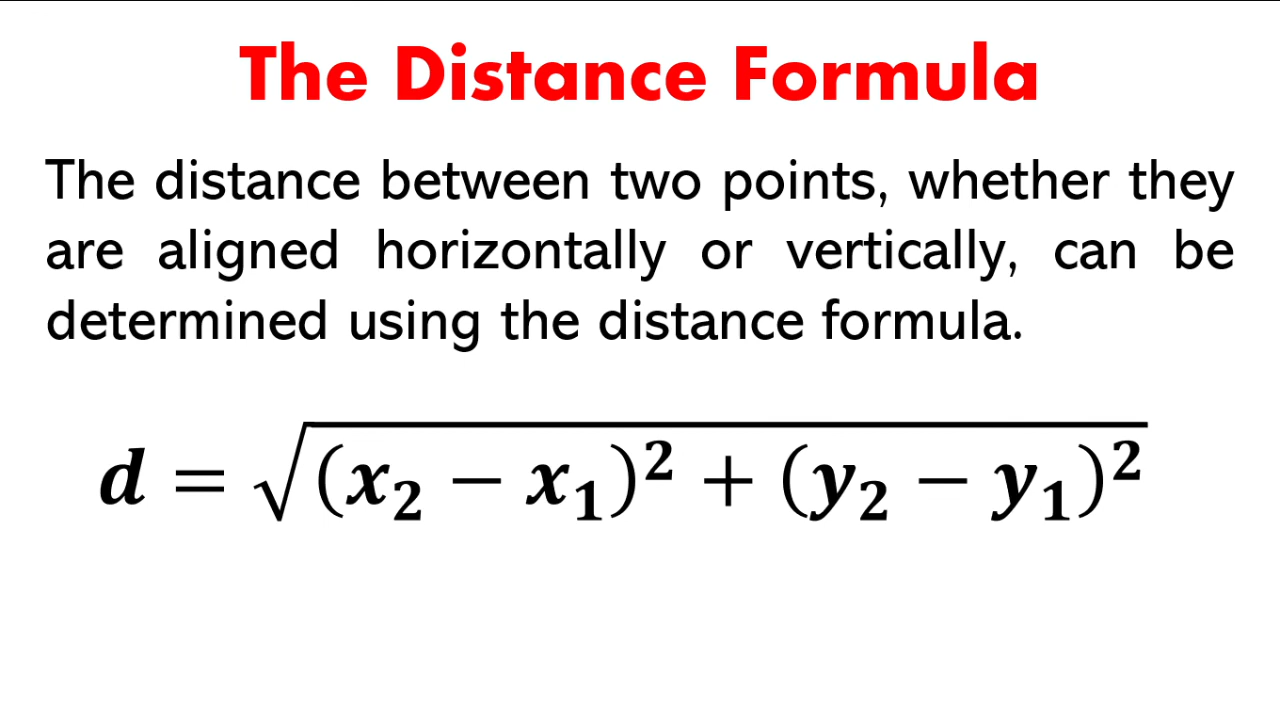 The Distance Formula
The distance between two points, whether they
are aligned horizontally or vertically, can be
determined using the distance formula.
d = √(x₂ − x₁)² + (y₂ − y₁)²